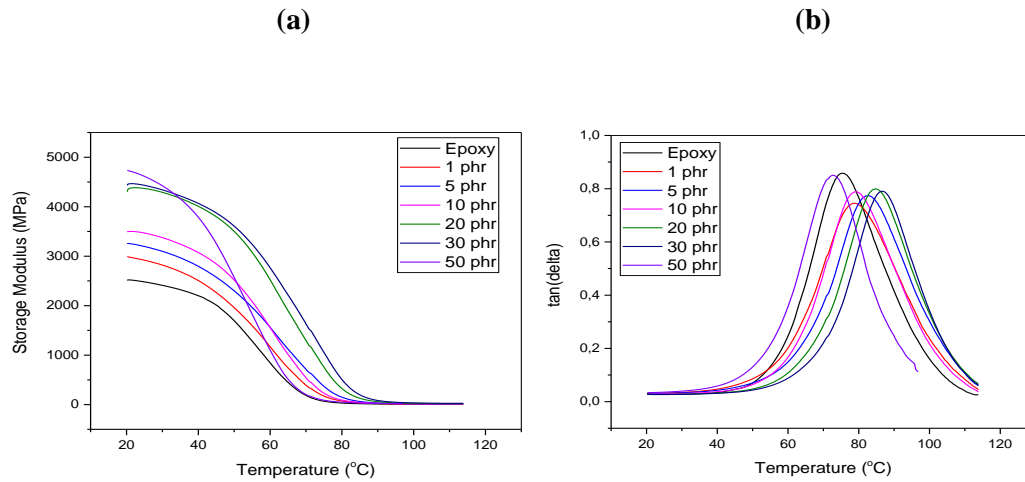 (a)
(b)
Storage Modulus (MPa)
5000
4000
3000
2000
1000
0
20
40
60
80
100
120
Temperature (°C)
Epoxy
1 phr
5 phr
10 phr
20 phr
30 phr
50 phr
tan(delta)
1,0
0,8
0,6
0,4
0,2
0,0
20
40
60
80
100
120
Temperature (°C)
Epoxy
1 phr
5 phr
10 phr
20 phr
30 phr
50 phr